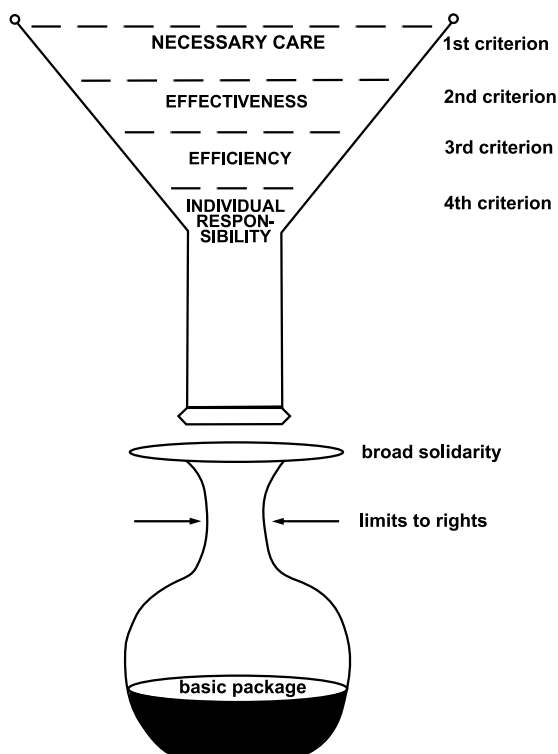 NECESSARY CARE
1st criterion
EFFECTIVENESS
2nd criterion
EFFICIENCY
3rd criterion
INDIVIDUAL
RESPON-
SIBILITY
4th criterion
broad solidarity
limits to rights
basic package